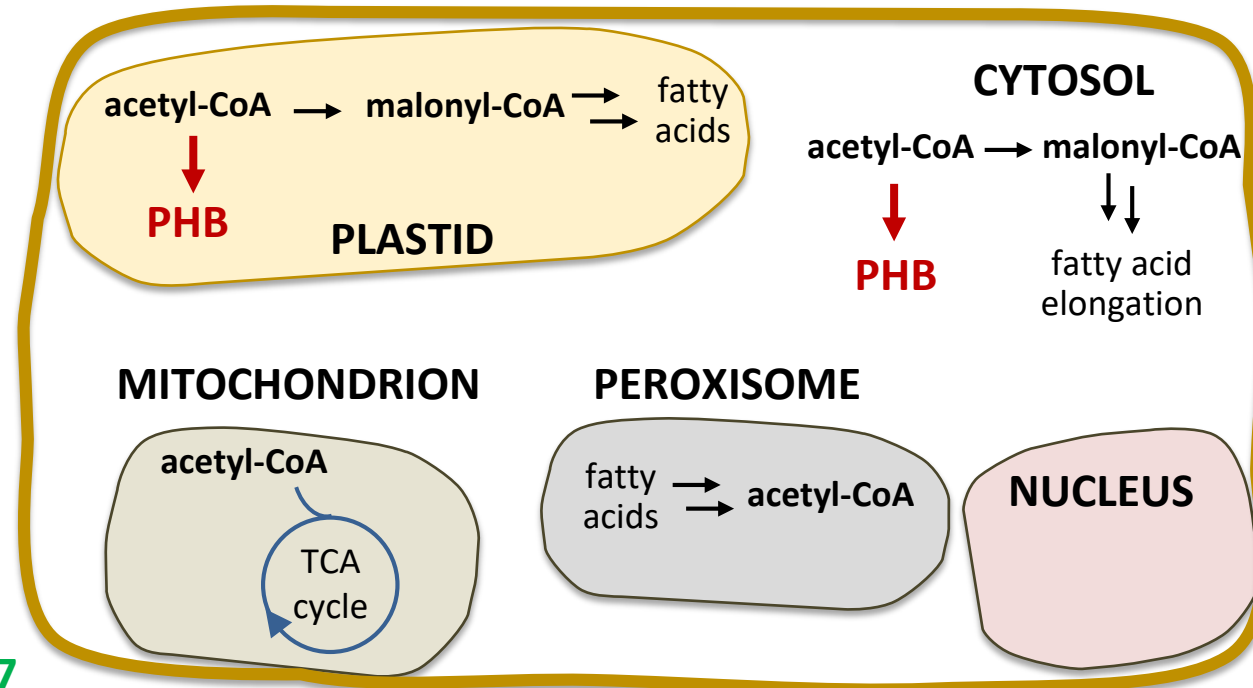 acetyl-CoA → malonyl-CoA → → fatty acids
PHB
PLASTID
CYTOSOL
acetyl-CoA → malonyl-CoA
PHB
fatty acid
elongation
MITOCHONDRION
acetyl-CoA
TCA
cycle
PEROXISOME
fatty
acids
acetyl-CoA
NUCLEUS
7